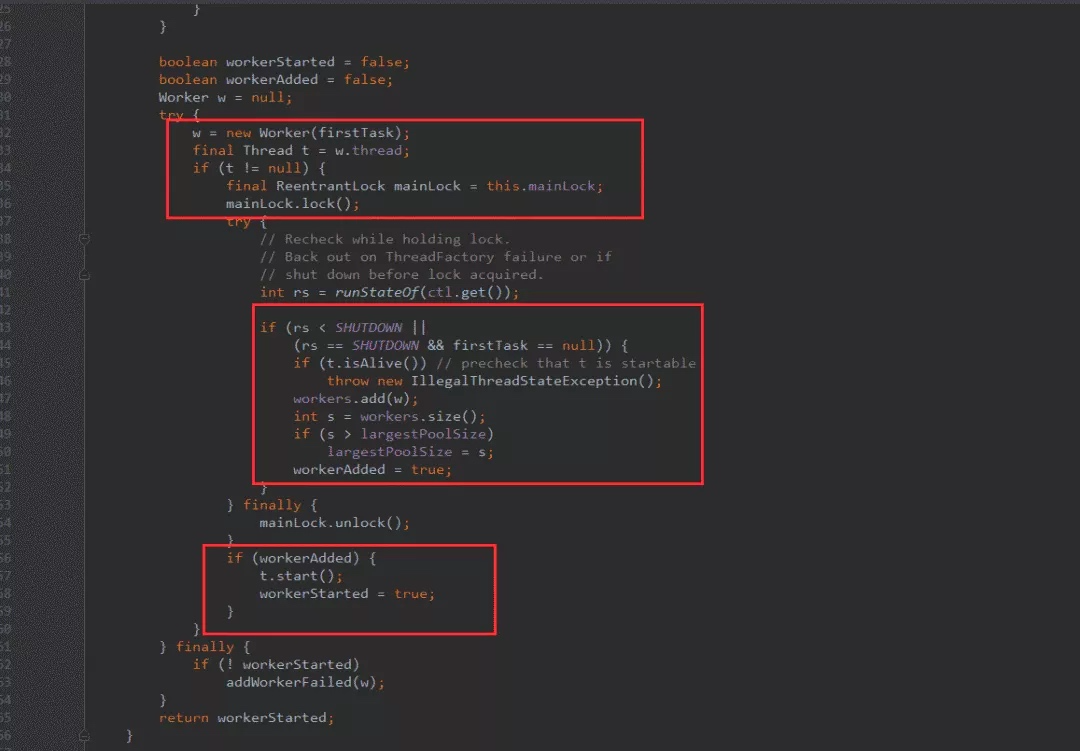 25 }
26 }
27
28 boolean workerStarted = false;
29 boolean workerAdded = false;
30 Worker w = null;
31 try {
32 w = new Worker(firstTask);
33 final Thread t = w.thread;
34 if (t != null) {
35 final ReentrantLock mainLock = this.mainLock;
36 mainLock.lock();
37 try {
38 // Recheck while holding lock.
39 // Back out on ThreadFactory failure or if
40 // shut down before lock acquired.
41 int rs = runStateOf(ctl.get());
42
43 if (rs < SHUTDOWN ||
44 (rs == SHUTDOWN && firstTask == null)) {
45 if (t.isAlive()) // precheck that t is startable
46 throw new IllegalThreadStateException();
47 workers.add(w);
48 int s = workers.size();
49 if (s > largestPoolSize)
50 largestPoolSize = s;
51 workerAdded = true;
52 }
53 } finally {
54 mainLock.unlock();
55 }
56 if (workerAdded) {
57 t.start();
58 workerStarted = true;
59 }
60 }
61 } finally {
62 if (! workerStarted)
63 addWorkerFailed(w);
64 }
65 return workerStarted;
66 }